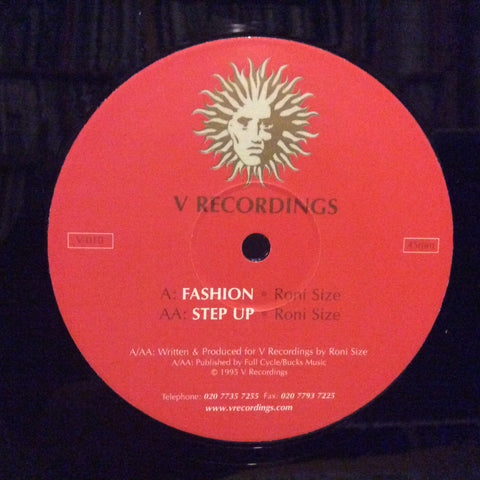 V RECORDINGS
V 010
45 rpm
A: FASHION • Roni Size
AA: STEP UP • Roni Size
A/AA: Written & Produced for V Recordings by Roni Size
A/AA: Published by Full Cycle/Bucks Music
© 1995 V Recordings
Telephone: 020 7735 7255 Fax: 020 7793 7225
www.vrecordings.com